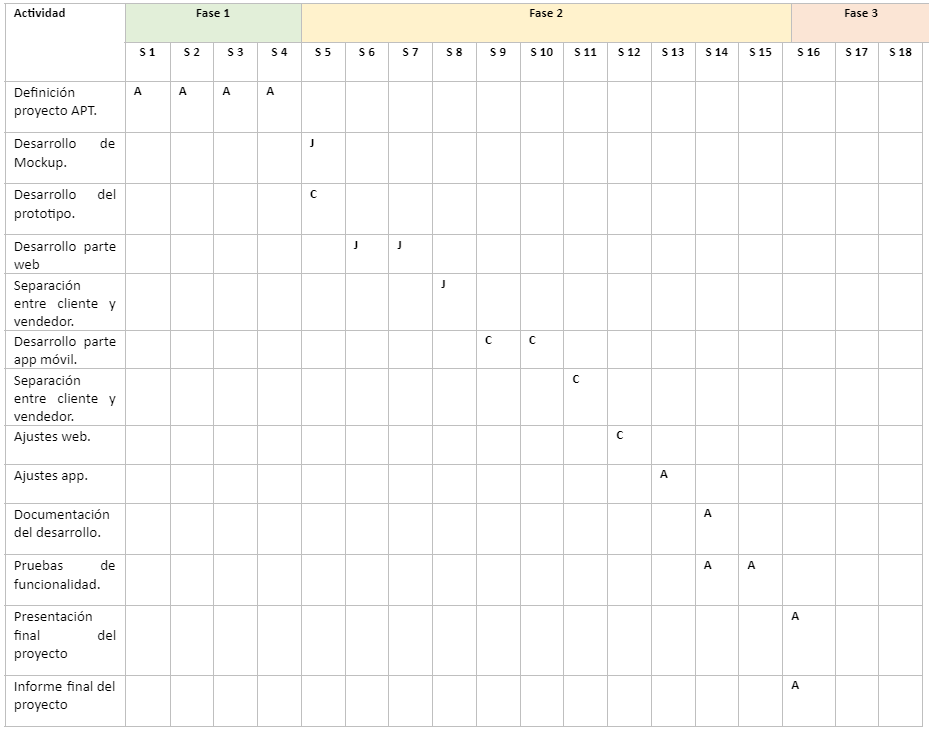 Actividad Fase 1 Fase 2 Fase 3
S 1 S 2 S 3 S 4 S 5 S 6 S 7 S 8 S 9 S 10 S 11 S 12 S 13 S 14 S 15 S 16 S 17 S 18
Definición A A A A
proyecto APT.
Desarrollo de J
Mockup.
Desarrollo del C
prototipo.
Desarrollo parte J J
web
Separación J
entre cliente y
vendedor.
Desarrollo parte C C
app móvil.
Separación C
entre cliente y
vendedor.
Ajustes web. C
Ajustes app. A
Documentación A
del desarrollo.
Pruebas de A A
funcionalidad.
Presentación A
final del
proyecto
Informe final del A
proyecto